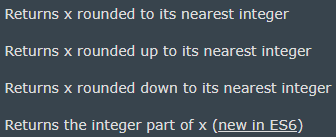 Returns x rounded to its nearest integer
Returns x rounded up to its nearest integer
Returns x rounded down to its nearest integer
Returns the integer part of x (new in ES6)